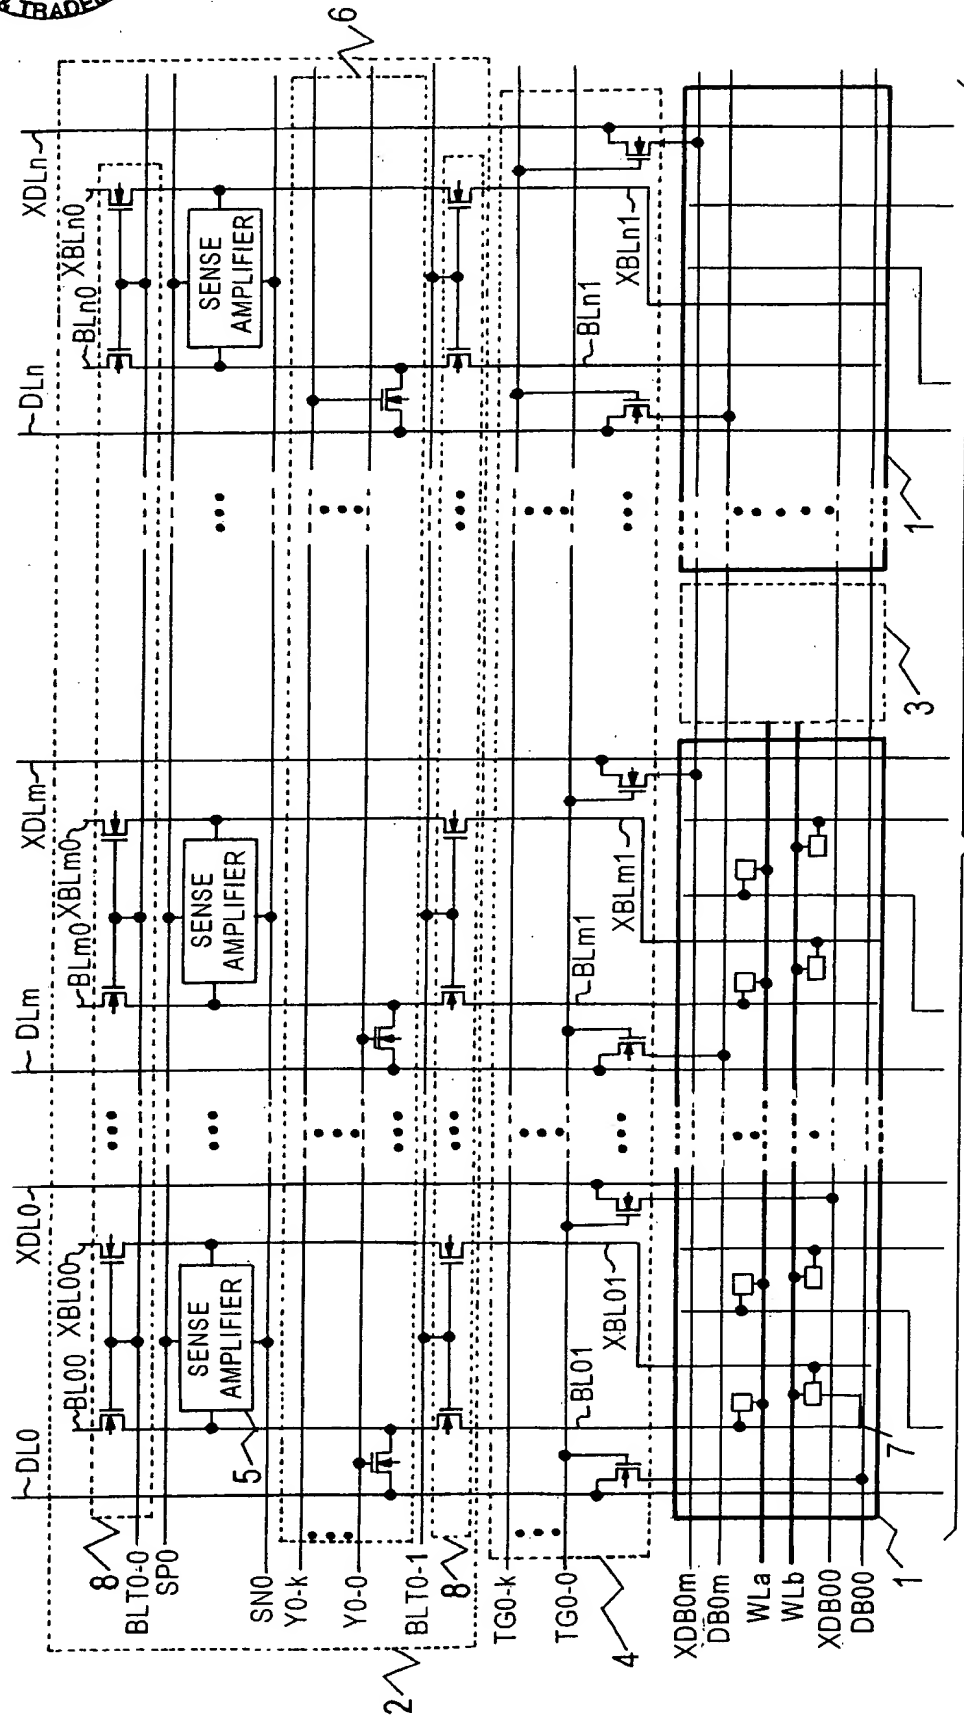 & TRADE
6
DL0
BL00
XBL00
XDL0
DLm
BLm0
XBLm0
XDLm
DLn
BLn0
XBLn0
XDLn
8
BLT0-0
SP0
SENSE
AMPLIFIER
SENSE
AMPLIFIER
SENSE
AMPLIFIER
5
SN0
Y0-k
Y0-0
BLT0-1
8
2
TG0-k
TG0-0
BL01
XBL01
BLm1
XBLm1
BLn1
XBLn1
4
XDB0m
DB0m
WLa
WLb
XDB00
DB00
7
1
3
1